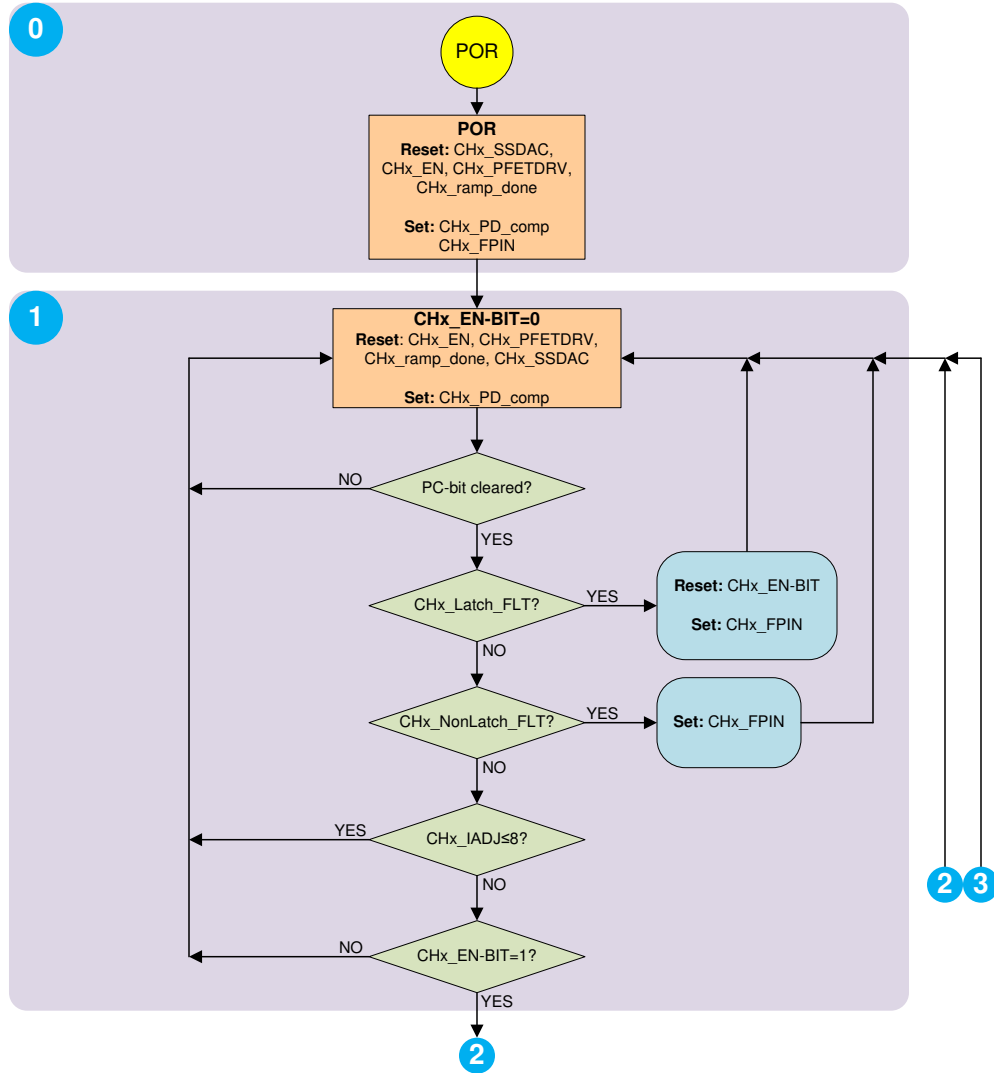 0
POR
POR
Reset: CHx_SSDAC,
CHx_EN, CHx_PFETDRV,
CHx_ramp_done
Set: CHx_PD_comp
CHx_FPIN
1
CHx_EN-BIT=0
Reset: CHx_EN, CHx_PFETDRV,
CHx_ramp_done, CHx_SSDAC
Set: CHx_PD_comp
NO
PC-bit cleared?
YES
CHx_Latch_FLT?
YES
Reset: CHx_EN-BIT
Set: CHx_FPIN
NO
CHx_NonLatch_FLT?
YES
Set: CHx_FPIN
NO
YES
CHx_IADJ≤8?
NO
2
3
NO
CHx_EN-BIT=1?
YES
2